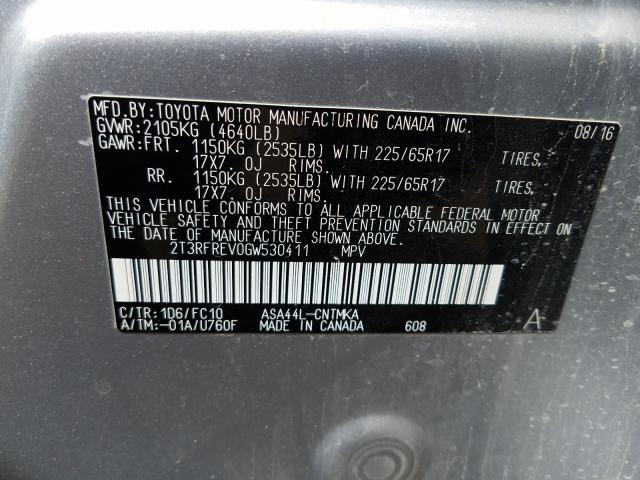 MFD.BY:TOYOTA MOTOR MANUFACTURING CANADA INC. 08/16
GVWR:2105KG (4640LB)
GAWR:FRT. 1150KG (2535LB) WITH 225/65R17 TIRES,
17X7.0J RIMS.
RR. 1150KG (2535LB) WITH 225/65R17 TIRES,
17X7.0J RIMS.
THIS VEHICLE CONFORMS TO ALL APPLICABLE FEDERAL MOTOR
VEHICLE SAFETY AND THEFT PREVENTION STANDARDS IN EFFECT ON
THE DATE OF MANUFACTURE SHOWN ABOVE.
2T3RFREV0GW530411 MPV
C/TR:1D6/FC10 ASA44L-CNTMKA
A/TM:-01A/U760F MADE IN CANADA 608 A